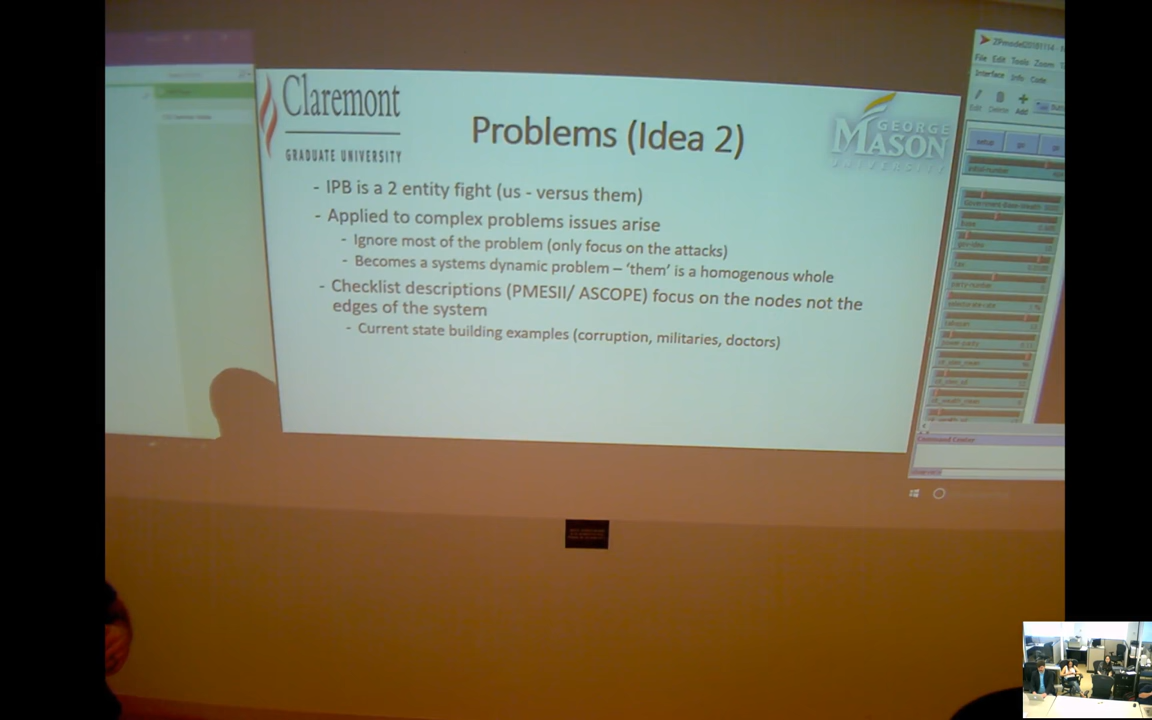 Claremont
GRADUATE UNIVERSITY
Problems (Idea 2)
GEORGE
MASON
UNIVERSITY
- IPB is a 2 entity fight (us - versus them)
- Applied to complex problems issues arise
- Ignore most of the problem (only focus on the attacks)
- Becomes a systems dynamic problem – ‘them’ is a homogenous whole
- Checklist descriptions (PMESII/ ASCOPE) focus on the nodes not the
edges of the system
- Current state building examples (corruption, militaries, doctors)
File Edit Tools Zoom
Interface Info Code
Edit Delete Add
setup go
Command Center